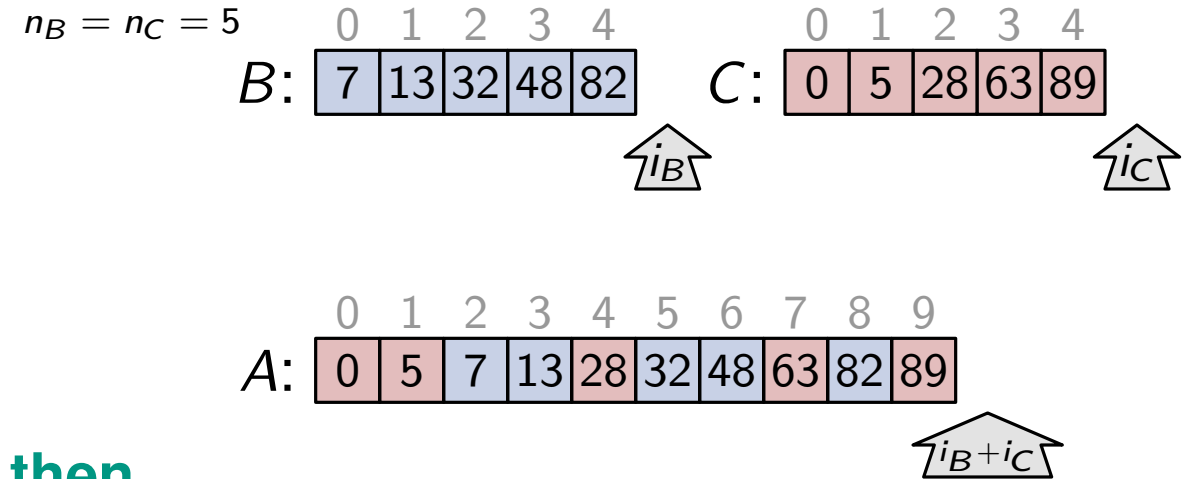 n_B = n_C = 5
0 1 2 3 4
B: 7 13 32 48 82
i_B
0 1 2 3 4
C: 0 5 28 63 89
i_C
0 1 2 3 4 5 6 7 8 9
A: 0 5 7 13 28 32 48 63 82 89
i_B+i_C
then